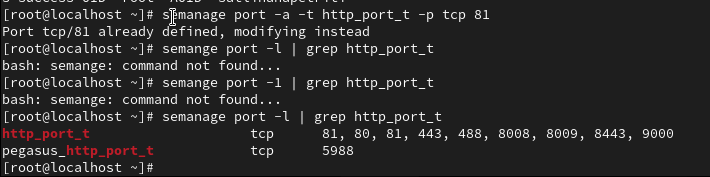 [root@localhost ~]# semanage port -a -t http_port_t -p tcp 81
Port tcp/81 already defined, modifying instead
[root@localhost ~]# semange port -l | grep http_port_t
bash: semange: command not found...
[root@localhost ~]# semange port -1 | grep http_port_t
bash: semange: command not found...
[root@localhost ~]# semanage port -l | grep http_port_t
http_port_t tcp 81, 80, 81, 443, 488, 8008, 8009, 8443, 9000
pegasus_http_port_t tcp 5988
[root@localhost ~]#